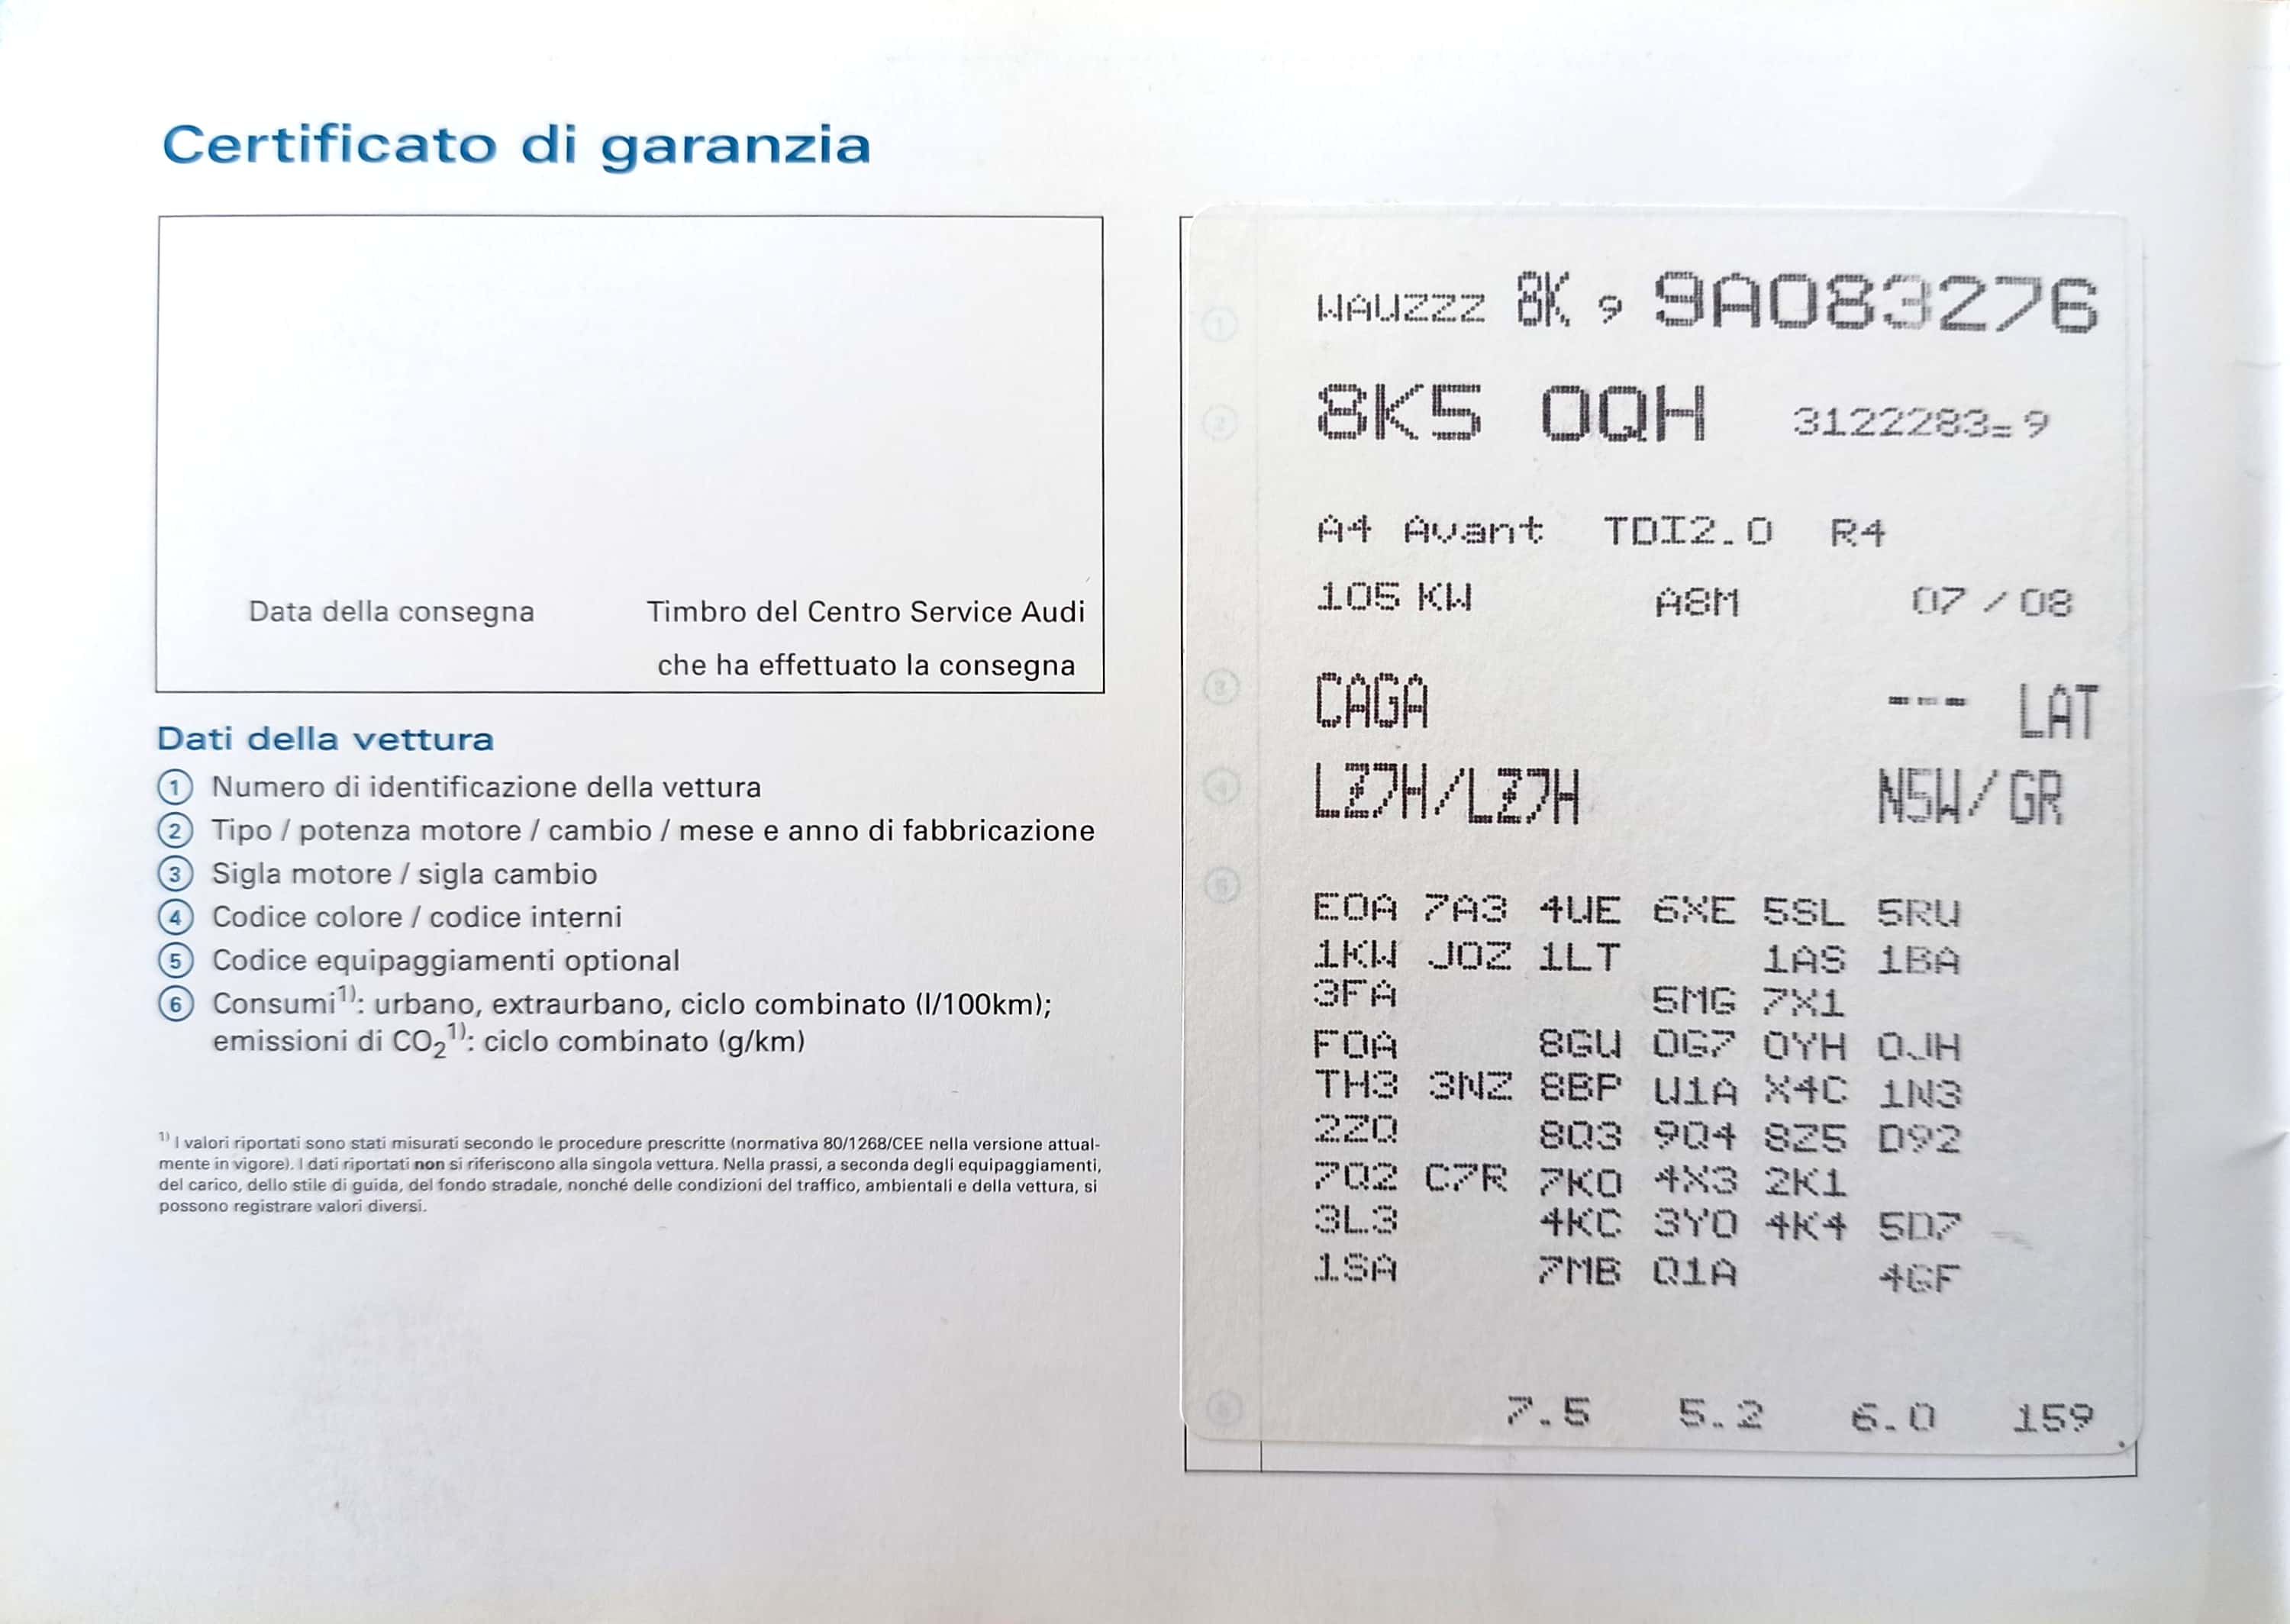 Certificato di garanzia
Data della consegna
Timbro del Centro Service Audi
che ha effettuato la consegna
Dati della vettura
1 Numero di identificazione della vettura
2 Tipo / potenza motore / cambio / mese e anno di fabbricazione
3 Sigla motore / sigla cambio
4 Codice colore / codice interni
5 Codice equipaggiamenti optional
6 Consumi1): urbano, extraurbano, ciclo combinato (l/100km);
emissioni di CO2 1): ciclo combinato (g/km)
1) I valori riportati sono stati misurati secondo le procedure prescritte (normativa 80/1268/CEE nella versione attual-
mente in vigore). I dati riportati non si riferiscono alla singola vettura. Nella prassi, a seconda degli equipaggiamenti,
del carico, dello stile di guida, del fondo stradale, nonché delle condizioni del traffico, ambientali e della vettura, si
possono registrare valori diversi.
1 WAUZZZ 8K 9 9A083276
2 8K5 0QH 3122283=9
A4 Avant TDI2.0 R4
105 KW A8M 07 / 08
3 CAGA --- LAT
4 LZ7H/LZ7H N5W/GR
5
E0A 7A3 4UE 6XE 5SL 5RU
1KW J0Z 1LT 1AS 1BA
3FA 5MG 7X1
F0A 8GU 0G7 0YH 0JH
TH3 3NZ 8BP U1A X4C 1N3
2ZQ 8Q3 9Q4 8Z5 D92
7Q2 C7R 7K0 4X3 2K1
3L3 4KC 3Y0 4K4 5D7
1SA 7MB Q1A 4GF
6 7.5 5.2 6.0 159